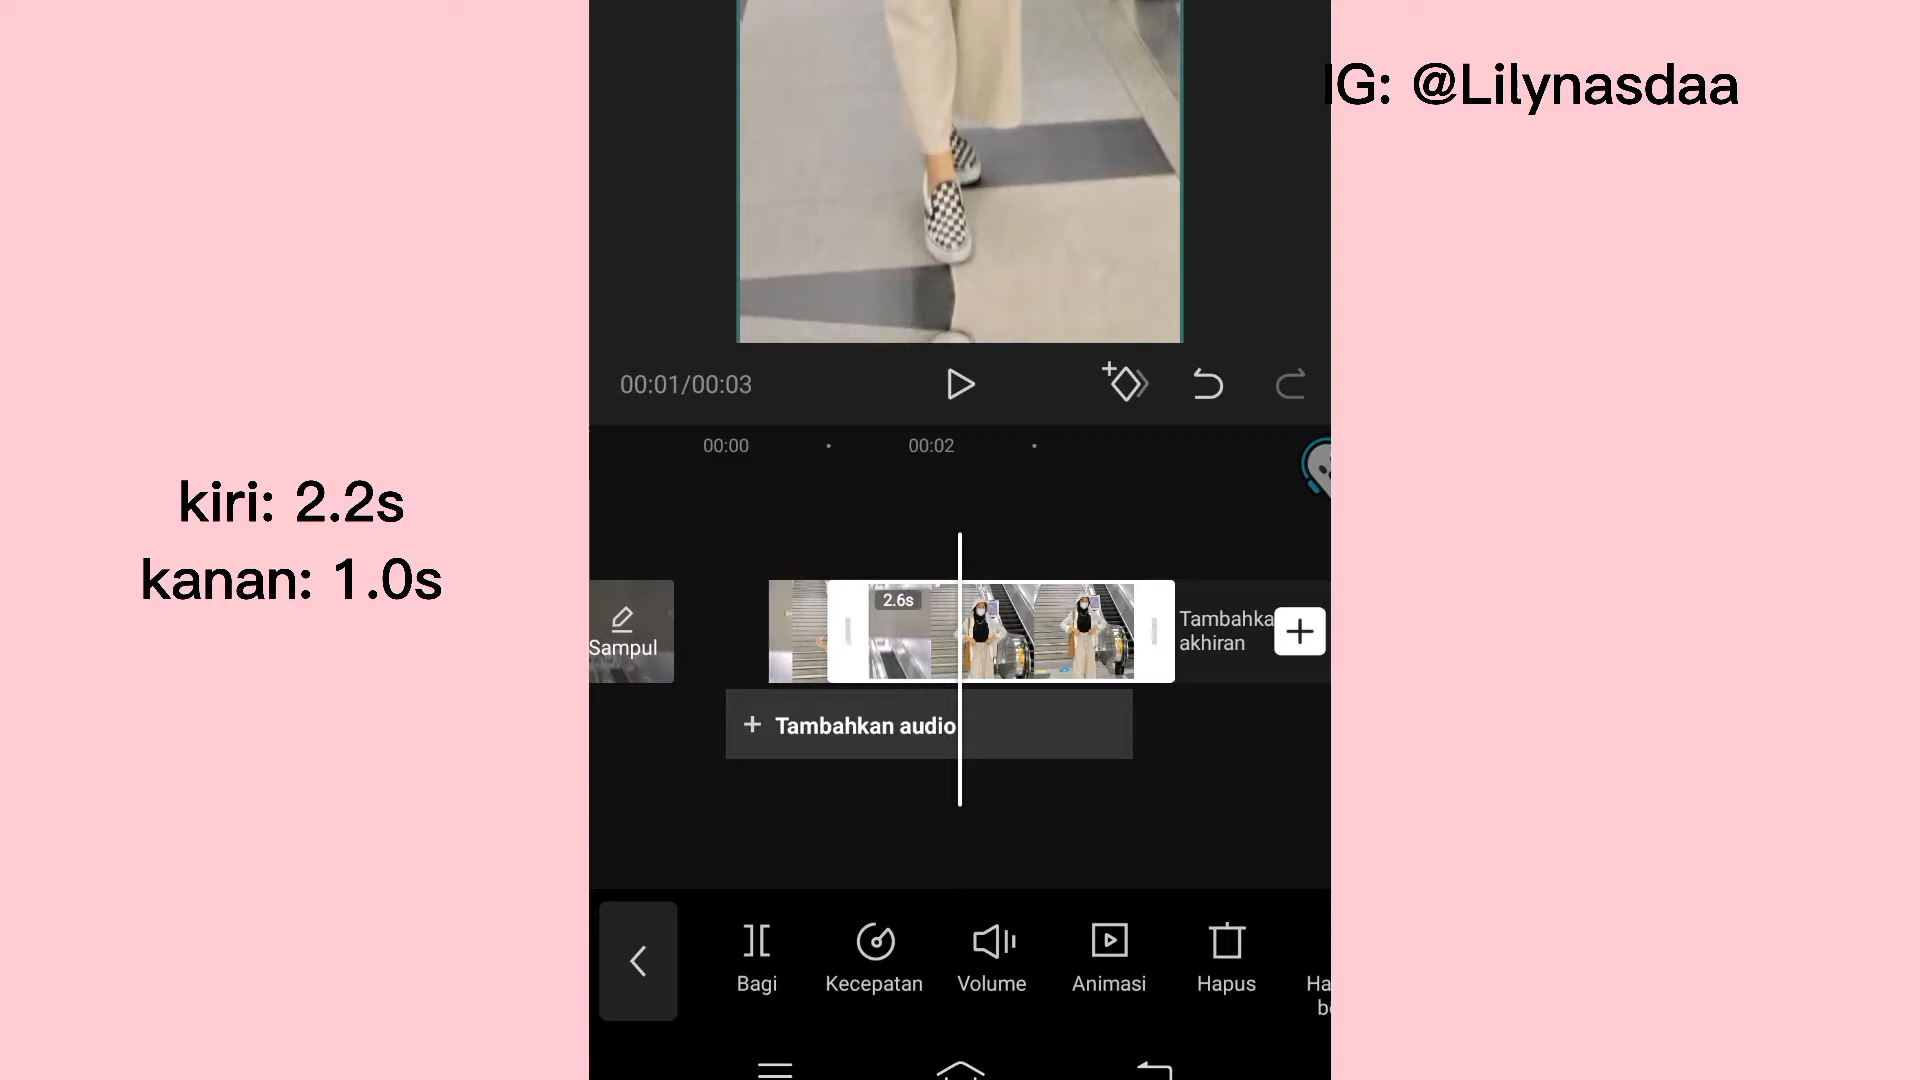 IG: @Lilynasdaa
00:01/00:03
00:00
00:02
kiri: 2.2s
kanan: 1.0s
Sampul
2.6s
Tambahka
akhiran
+ Tambahkan audio
Bagi
Kecepatan
Volume
Animasi
Hapus
Ha
b